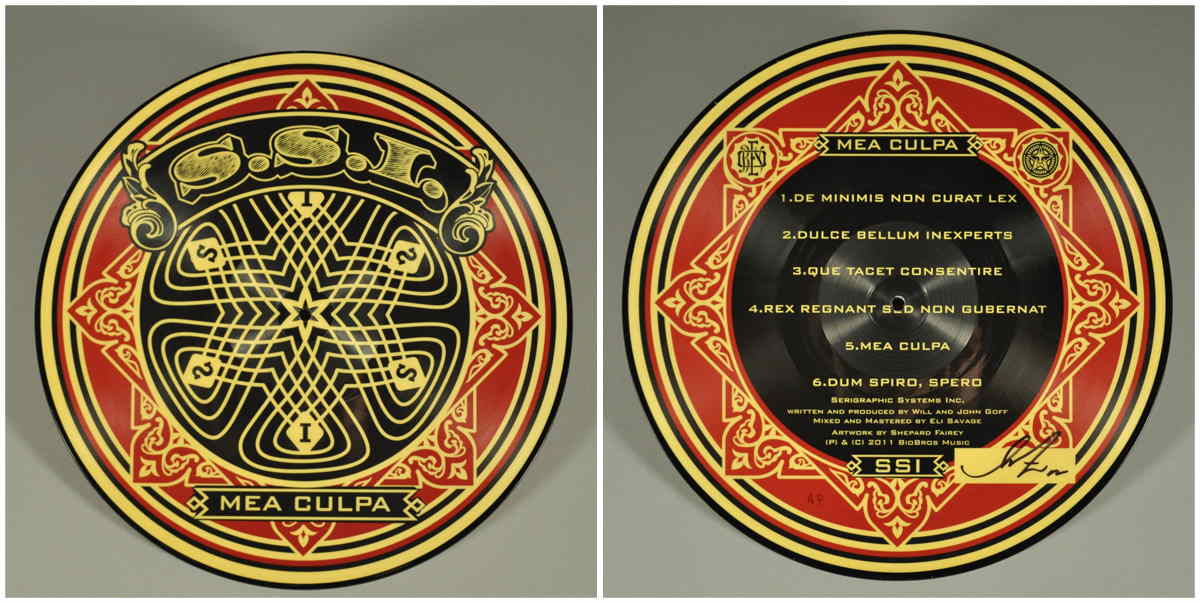 S.S.I.
I
S S
S S
I
MEA CULPA
MEA CULPA
1.DE MINIMIS NON CURAT LEX
2.DULCE BELLUM INEXPERTS
3.QUE TACET CONSENTIRE
4.REX REGNANT SED NON GUBERNAT
5.MEA CULPA
6.DUM SPIRO, SPERO
SERIGRAPHIC SYSTEMS INC.
WRITTEN AND PRODUCED BY WILL AND JOHN GOFF
MIXED AND MASTERED BY ELI SAVAGE
ARTWORK BY SHEPARD FAIREY
(P) & (C) 2011 BIOBROS MUSIC
SSI
AP